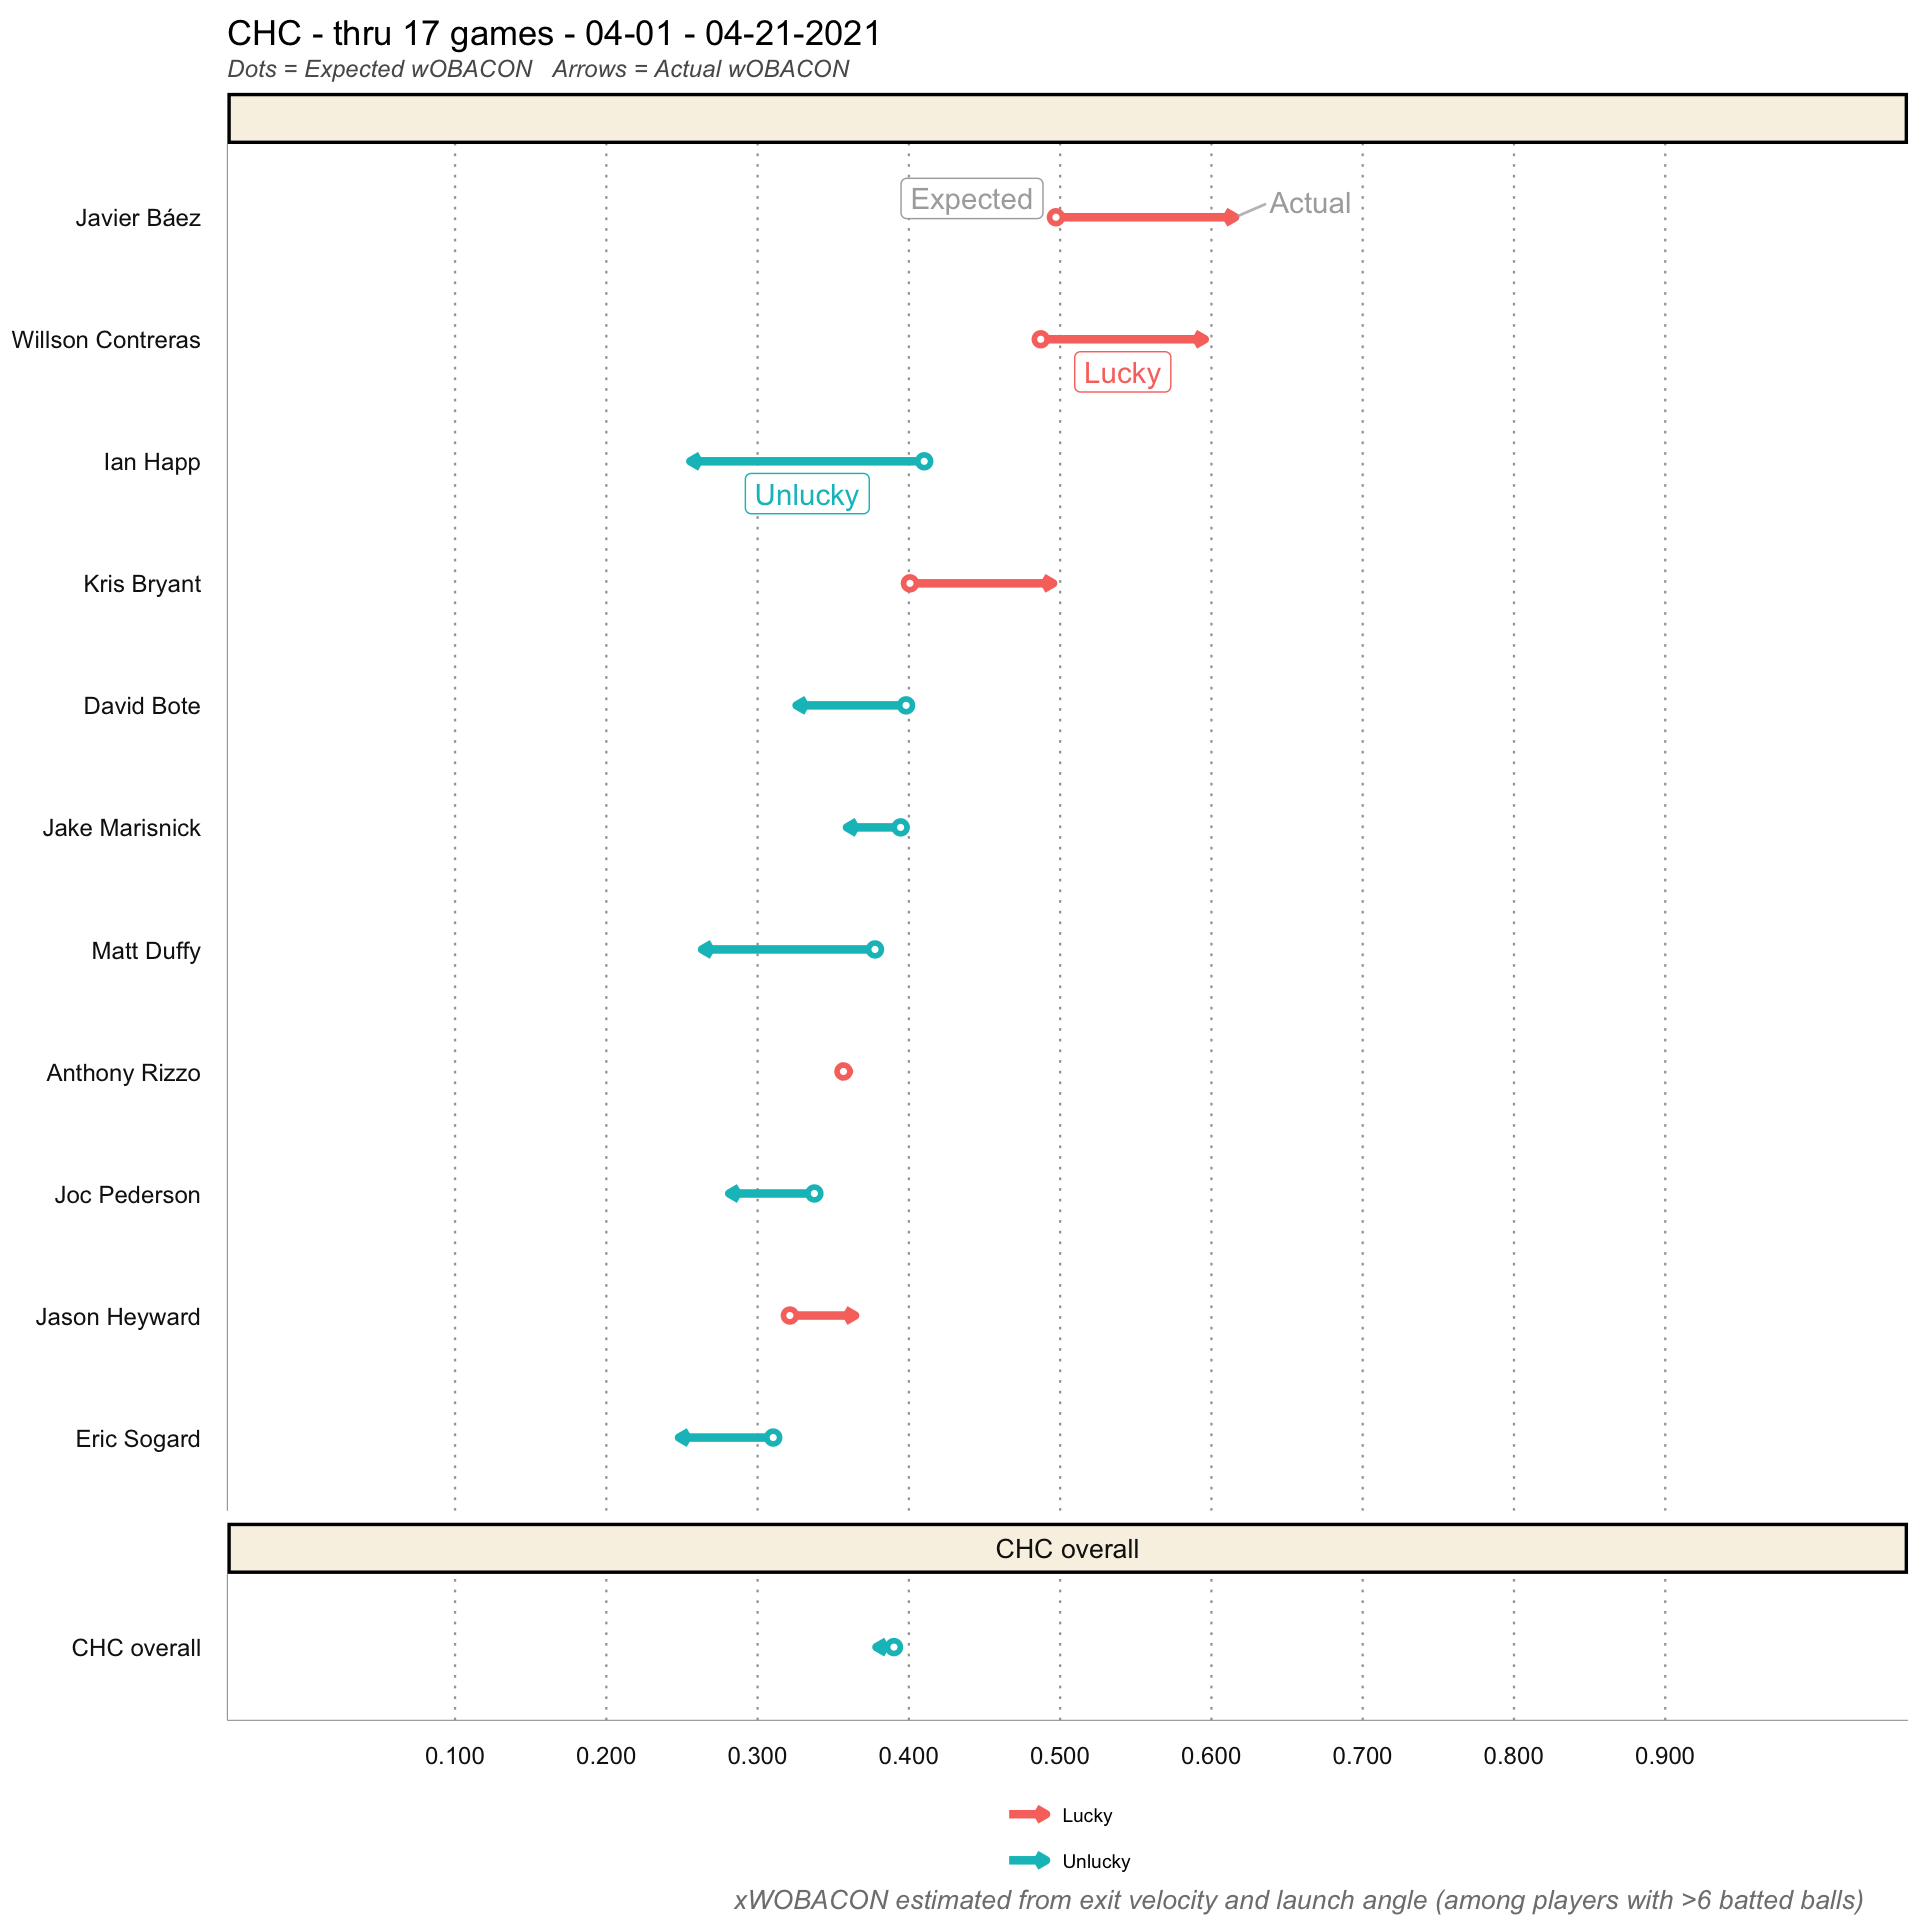 CHC - thru 17 games - 04-01 - 04-21-2021
Dots = Expected wOBACON   Arrows = Actual wOBACON
Javier Báez
Expected
Actual
Willson Contreras
Lucky
Ian Happ
Unlucky
Kris Bryant
David Bote
Jake Marisnick
Matt Duffy
Anthony Rizzo
Joc Pederson
Jason Heyward
Eric Sogard
CHC overall
CHC overall
0.100 0.200 0.300 0.400 0.500 0.600 0.700 0.800 0.900
Lucky
Unlucky
xWOBACON estimated from exit velocity and launch angle (among players with >6 batted balls)